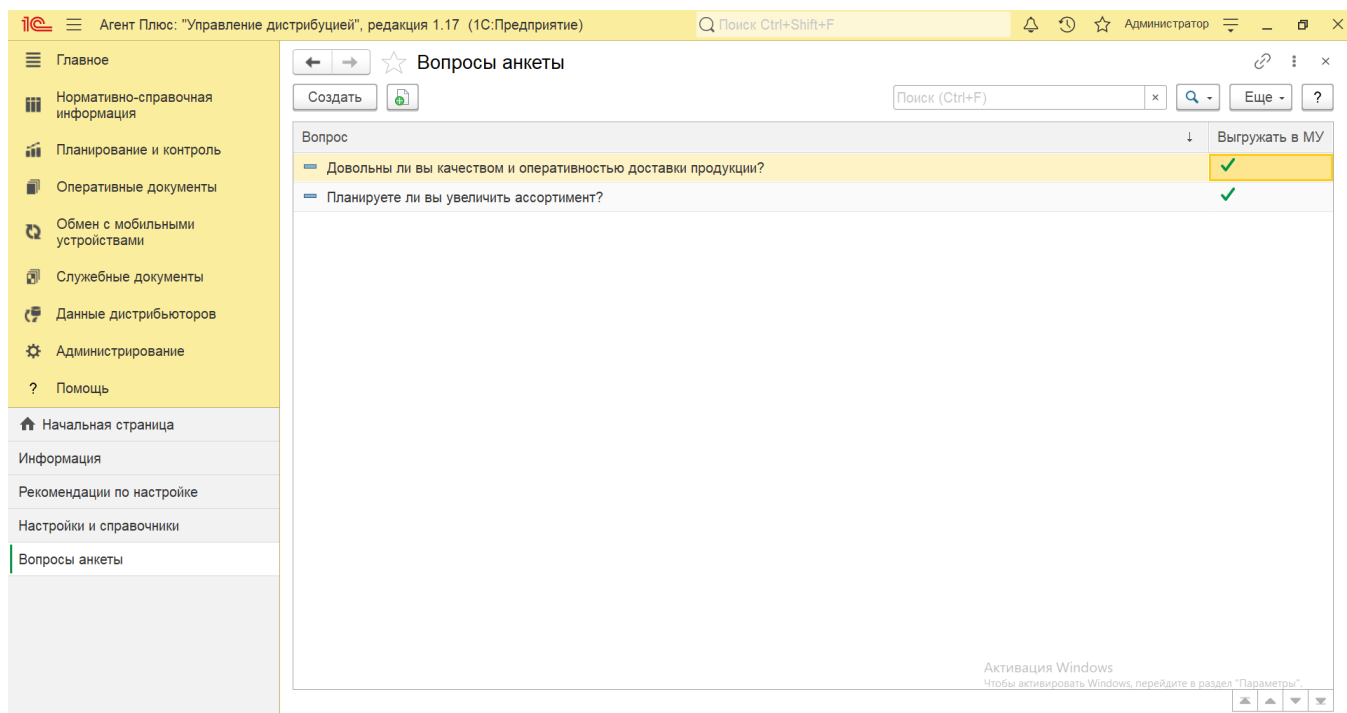 1С Агент Плюс: "Управление дистрибуцией", редакция 1.17 (1С:Предприятие) Поиск Ctrl+Shift+F Администратор
Главное
Нормативно-справочная
информация
Планирование и контроль
Оперативные документы
Обмен с мобильными
устройствами
Служебные документы
Данные дистрибьюторов
Администрирование
? Помощь
Начальная страница
Информация
Рекомендации по настройке
Настройки и справочники
Вопросы анкеты
Вопросы анкеты
Создать Поиск (Ctrl+F) × Еще ?
Вопрос ↓ Выгружать в МУ
Довольны ли вы качеством и оперативностью доставки продукции?
Планируете ли вы увеличить ассортимент?
Активация Windows
Чтобы активировать Windows, перейдите в раздел "Параметры".